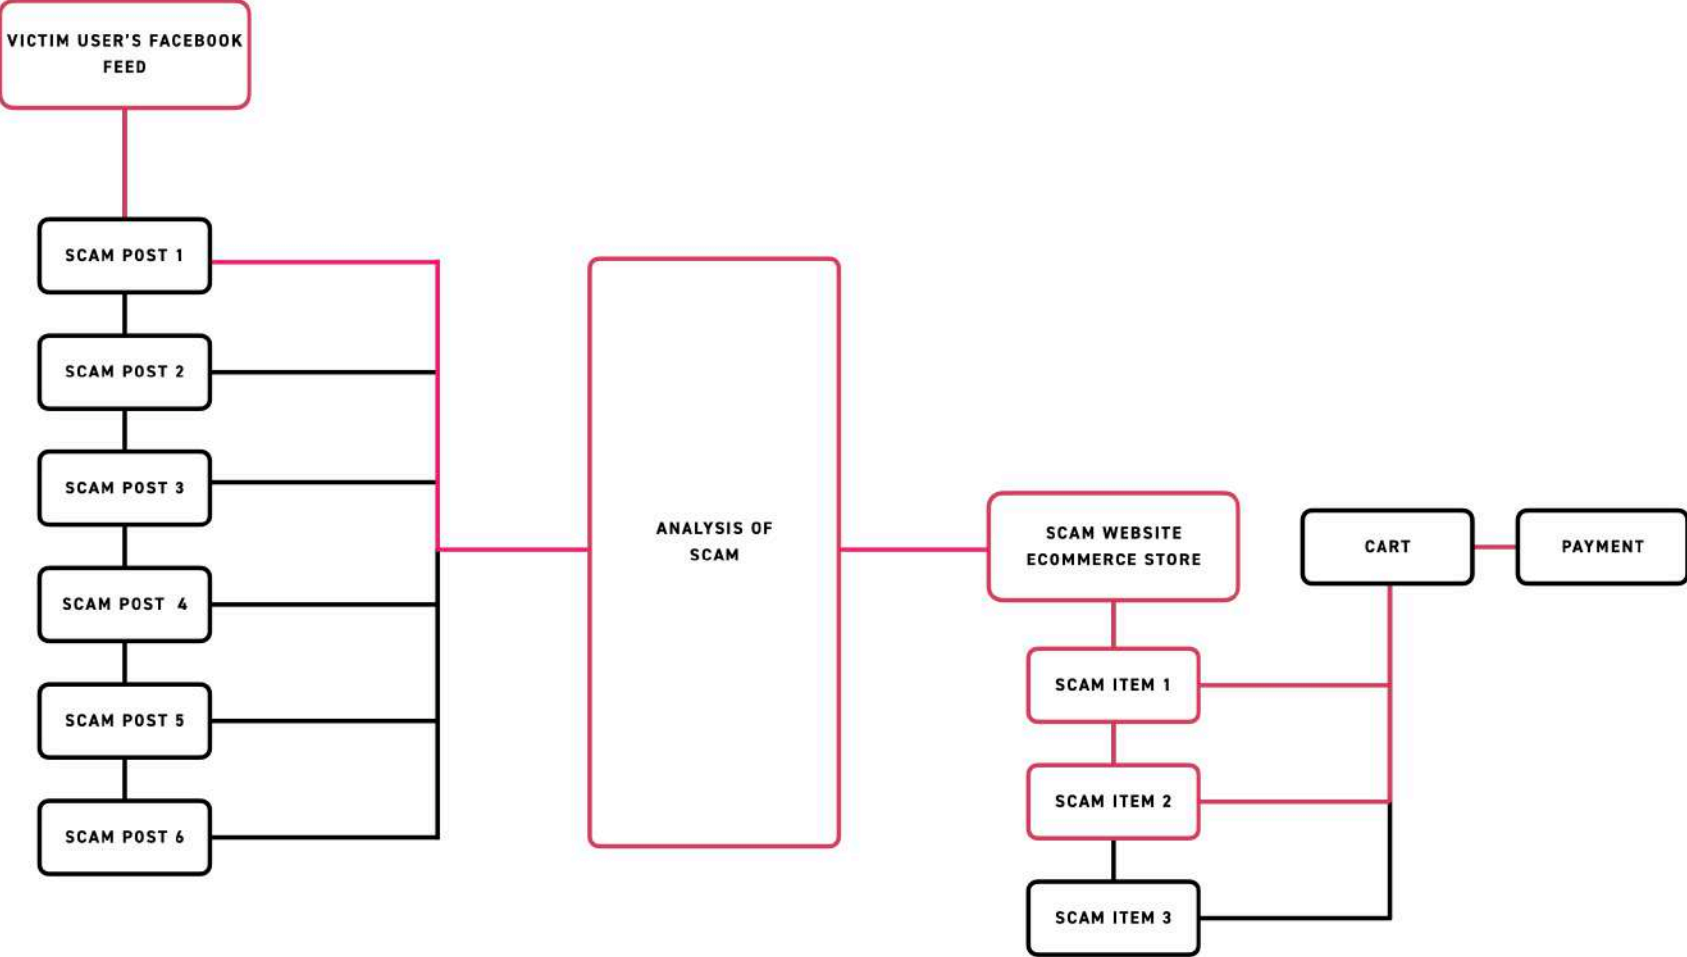 VICTIM USER'S FACEBOOK
FEED
SCAM POST 1
SCAM POST 2
SCAM POST 3
SCAM POST 4
SCAM POST 5
SCAM POST 6
ANALYSIS OF
SCAM
SCAM WEBSITE
ECOMMERCE STORE
SCAM ITEM 1
SCAM ITEM 2
SCAM ITEM 3
CART
PAYMENT